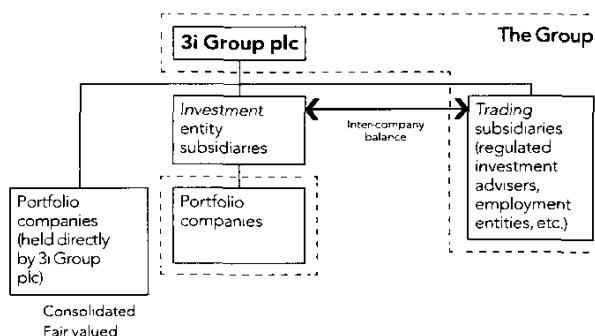 3i Group plc
The Group
Investment
entity
subsidiaries
Inter-company
balance
Trading
subsidiaries
(regulated
investment
advisers,
employment
entities, etc.)
Portfolio
companies
(held directly
by 3i Group
plc)
Portfolio
companies
Consolidated
Fair valued